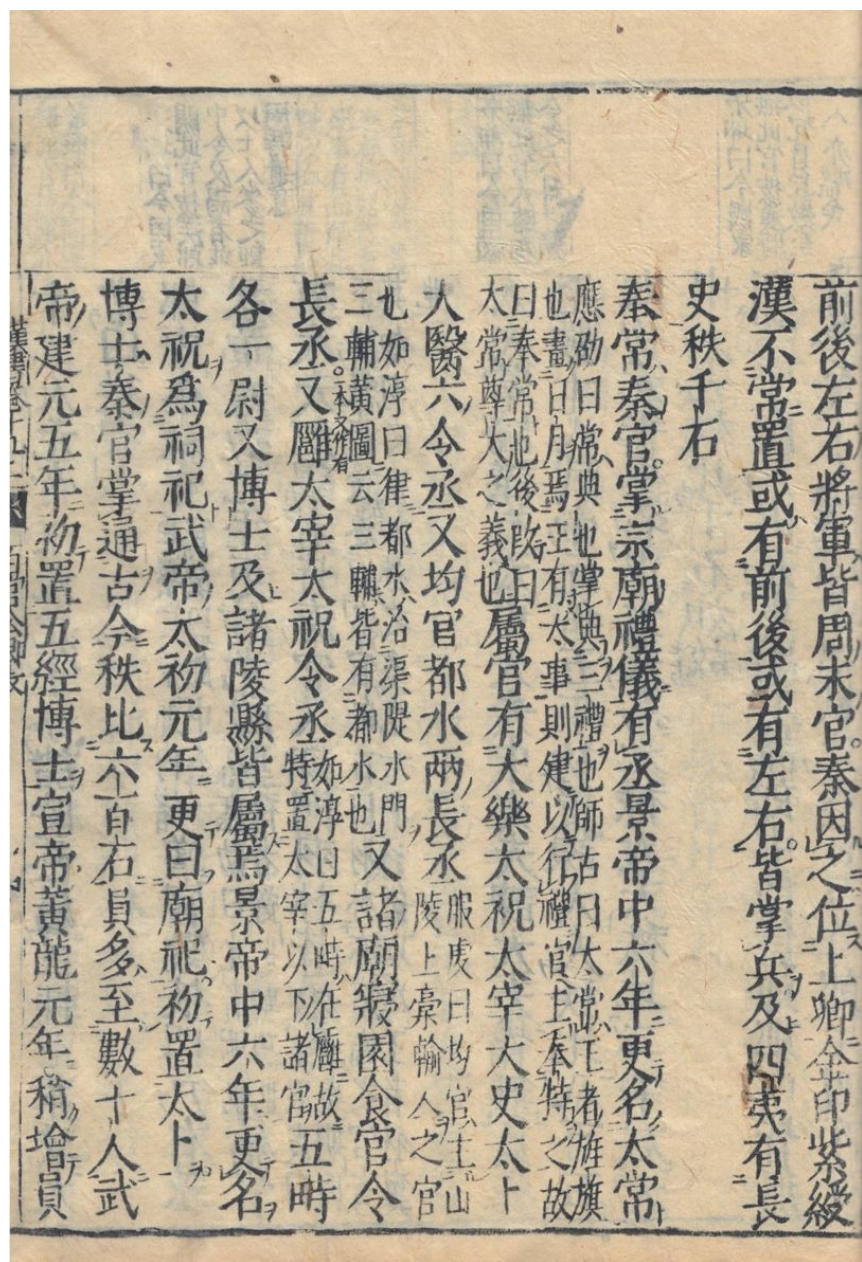 前後左右將軍皆周末官秦因之位上卿金印紫綬
漢不常置或有前後或有左右皆掌兵及四夷有長
史秩千石
奉常秦官掌宗廟禮儀有丞景帝中六年更名太常
應劭曰常典也掌典三禮也師古曰太常王者旌旗
也畫日月焉王有大事則建以行禮官主奉持之故
曰奉常也後改曰
太常尊大之義也
屬官有大樂太祝太宰大史太卜
大醫六令丞又均官都水兩長丞
服虔曰均官主山
陵上槀輸入之官
也如淳曰律都水治渠隄水門
三輔黃圖云三輔皆有都水也
又諸廟寢園食官令
長丞又
一本又作有
廱太宰太祝令丞
如淳曰五畤在廱故
特置太宰以下諸官
五畤
各一尉又博士及諸陵縣皆屬焉景帝中六年更名
太祝爲祠祀武帝太初元年更曰廟祀初置太卜
博士秦官掌通古今秩比六百石員多至數十人武
帝建元五年初置五經博士宣帝黃龍元年稍增員